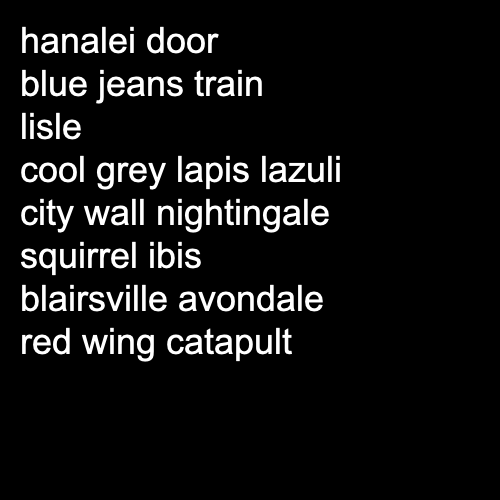 hanalei door
blue jeans train
lisle
cool grey lapis lazuli
city wall nightingale
squirrel ibis
blairsville avondale
red wing catapult